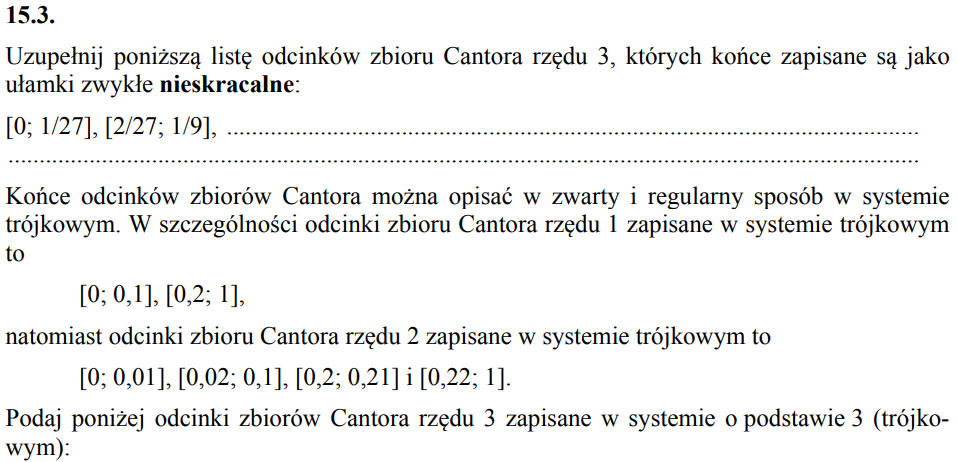 15.3.
Uzupełnij poniższą listę odcinków zbioru Cantora rzędu 3, których końce zapisane są jako
ułamki zwykłe nieskracalne:
[0; 1/27], [2/27; 1/9], ..............................................................................................................
.................................................................................................................................................
Końce odcinków zbiorów Cantora można opisać w zwarty i regularny sposób w systemie
trójkowym. W szczególności odcinki zbioru Cantora rzędu 1 zapisane w systemie trójkowym
to
[0; 0,1], [0,2; 1],
natomiast odcinki zbioru Cantora rzędu 2 zapisane w systemie trójkowym to
[0; 0,01], [0,02; 0,1], [0,2; 0,21] i [0,22; 1].
Podaj poniżej odcinki zbiorów Cantora rzędu 3 zapisane w systemie o podstawie 3 (trójko-
wym):